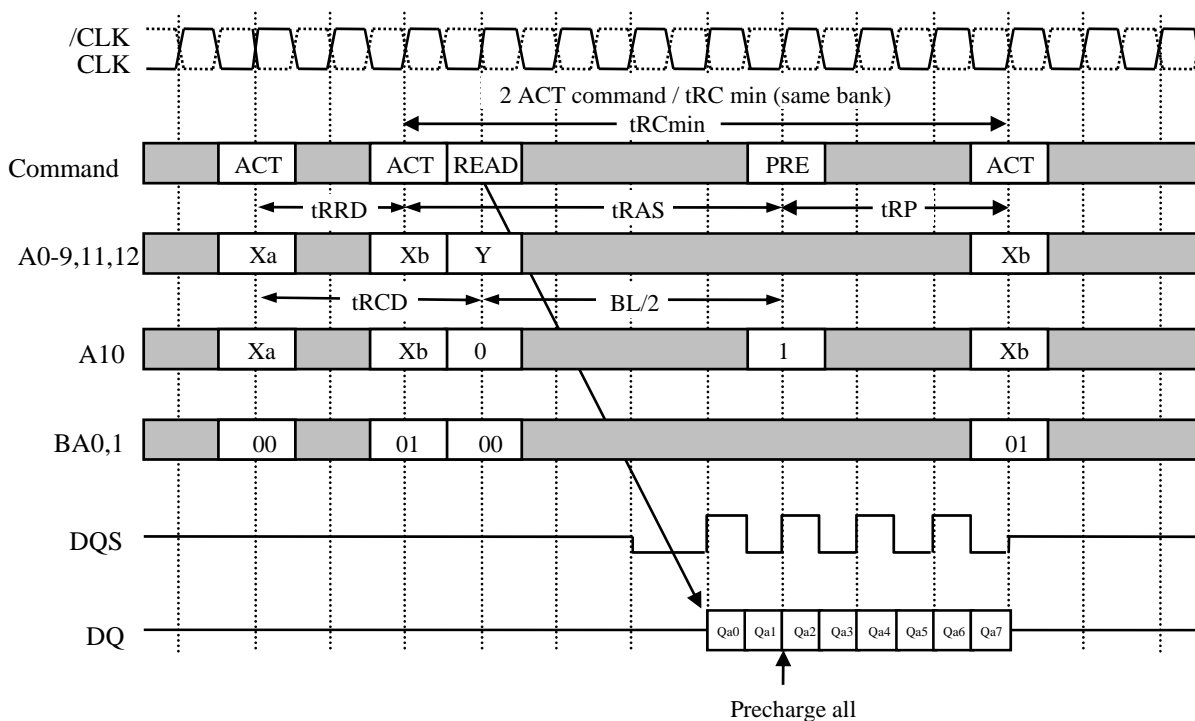 /CLK
CLK
2 ACT command / tRC min (same bank)
tRCmin
Command ACT ACT READ PRE ACT
tRRD tRAS tRP
A0-9,11,12 Xa Xb Y Xb
tRCD BL/2
A10 Xa Xb 0 1 Xb
BA0,1 00 01 00 01
DQS
DQ Qa0 Qa1 Qa2 Qa3 Qa4 Qa5 Qa6 Qa7
Precharge all